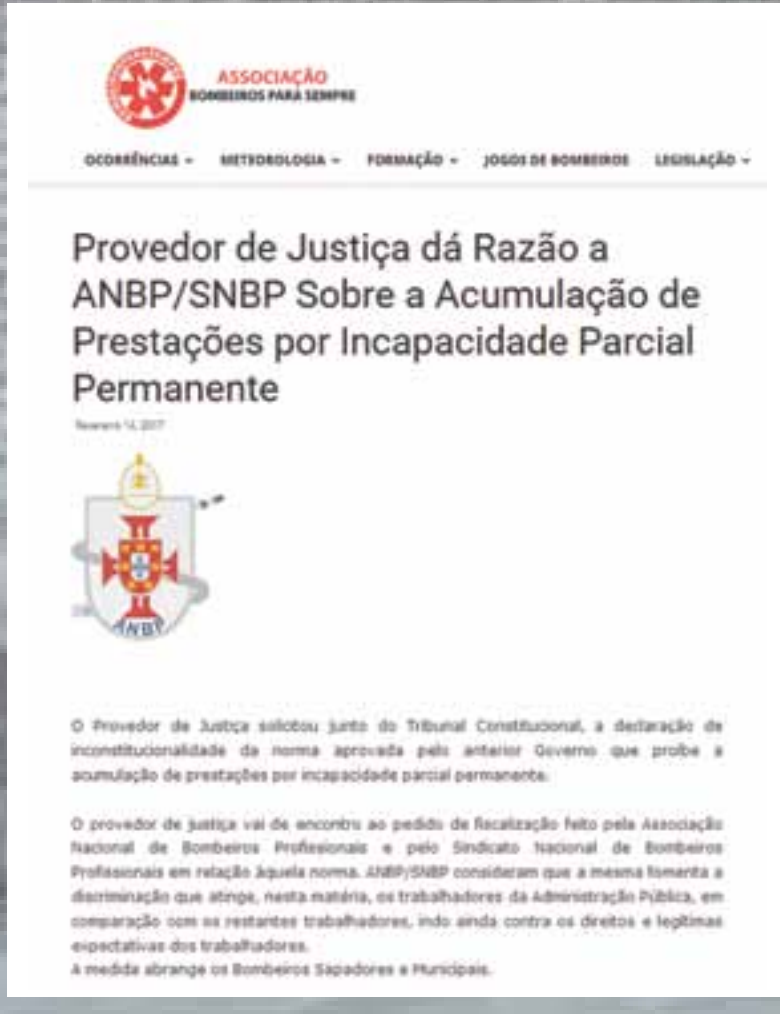 ASSOCIAÇÃO
BOMBEIROS PARA SEMPRE
OCORRÊNCIAS METEOROLOGIA FORMAÇÃO JOGOS DE BOMBEIROS LEGISLAÇÃO
Provedor de Justiça dá Razão a
ANBP/SNBP Sobre a Acumulação de
Prestações por Incapacidade Parcial
Permanente
fevereiro 14, 2017
ANBP
O Provedor de Justiça solicitou junto do Tribunal Constitucional, a declaração de
inconstitucionalidade da norma aprovada pelo anterior Governo que proíbe a
acumulação de prestações por incapacidade parcial permanente.
O provedor de justiça vai de encontro ao pedido de fiscalização feito pela Associação
Nacional de Bombeiros Profissionais e pelo Sindicato Nacional de Bombeiros
Profissionais em relação àquela norma. ANBP/SNBP consideram que a mesma fomenta a
discriminação que atinge, nesta matéria, os trabalhadores da Administração Pública, em
comparação com os restantes trabalhadores, indo ainda contra os direitos e legítimas
expectativas dos trabalhadores.
A medida abrange os Bombeiros Sapadores e Municipais.